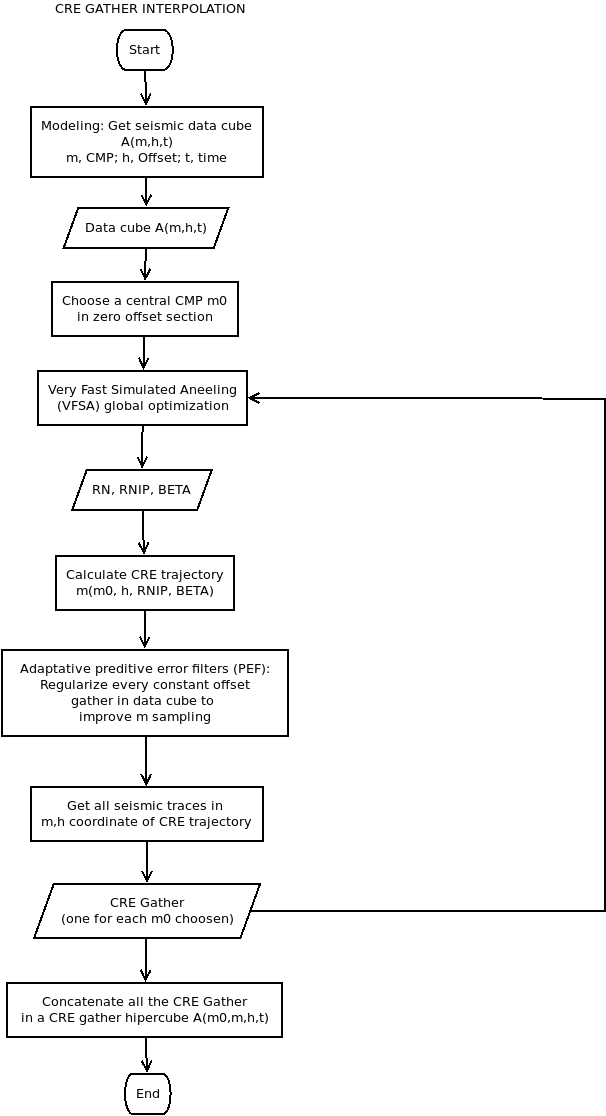 CRE GATHER INTERPOLATION
Start
Modeling: Get seismic data cube
A(m,h,t)
m, CMP; h, Offset; t, time
Data cube A(m,h,t)
Choose a central CMP m0
in zero offset section
Very Fast Simulated Aneeling
(VFSA) global optimization
RN, RNIP, BETA
Calculate CRE trajectory
m(m0, h, RNIP, BETA)
Adaptative preditive error filters (PEF):
Regularize every constant offset
gather in data cube to
improve m sampling
Get all seismic traces in
m,h coordinate of CRE trajectory
CRE Gather
(one for each m0 choosen)
Concatenate all the CRE Gather
in a CRE gather hipercube A(m0,m,h,t)
End